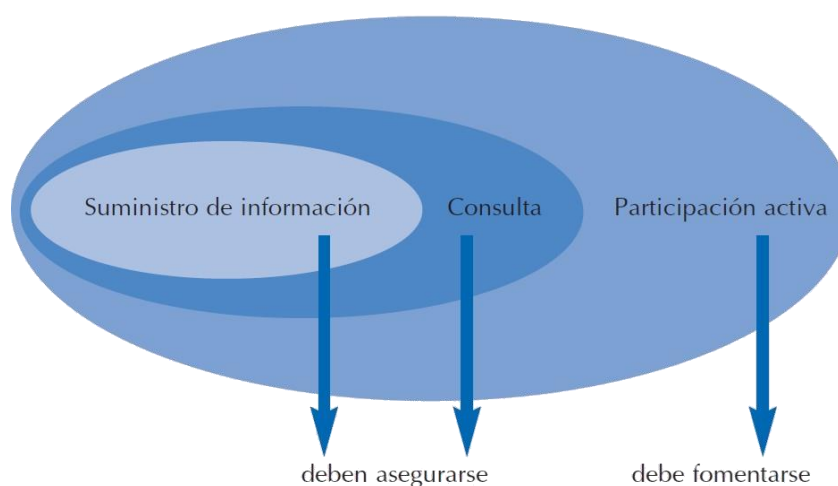 Suministro de información Consulta Participación activa
deben asegurarse debe fomentarse